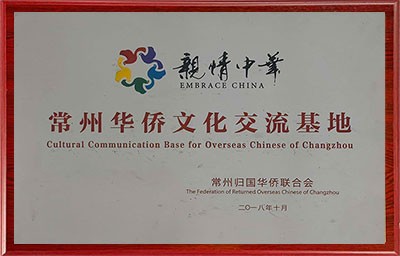 親情中華
EMBRACE CHINA
常州华侨文化交流基地
Cultural Communication Base for Overseas Chinese of Changzhou
常州归国华侨联合会
The Federation of Returned Overseas Chinese of Changzhou
二〇一八年十月